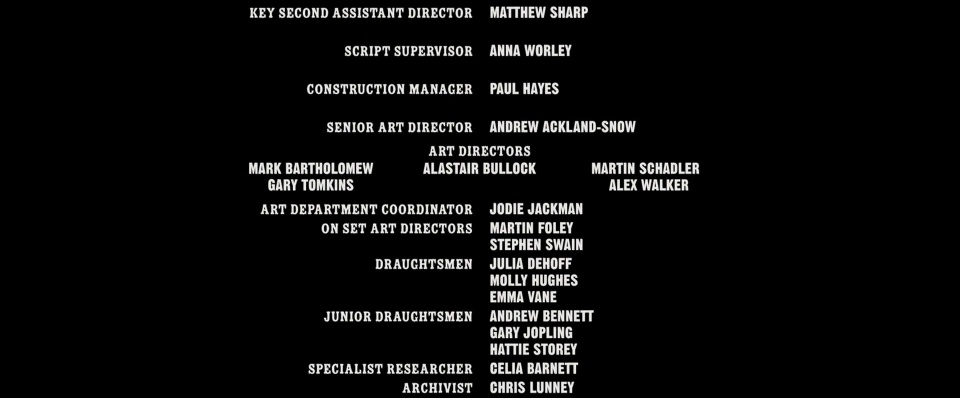 KEY SECOND ASSISTANT DIRECTOR MATTHEW SHARP
SCRIPT SUPERVISOR ANNA WORLEY
CONSTRUCTION MANAGER PAUL HAYES
SENIOR ART DIRECTOR ANDREW ACKLAND-SNOW
ART DIRECTORS
MARK BARTHOLOMEW ALASTAIR BULLOCK MARTIN SCHADLER
GARY TOMKINS ALEX WALKER
ART DEPARTMENT COORDINATOR JODIE JACKMAN
ON SET ART DIRECTORS MARTIN FOLEY
STEPHEN SWAIN
DRAUGHTSMEN JULIA DEHOFF
MOLLY HUGHES
EMMA VANE
JUNIOR DRAUGHTSMEN ANDREW BENNETT
GARY JOPLING
HATTIE STOREY
SPECIALIST RESEARCHER CELIA BARNETT
ARCHIVIST CHRIS LUNNEY